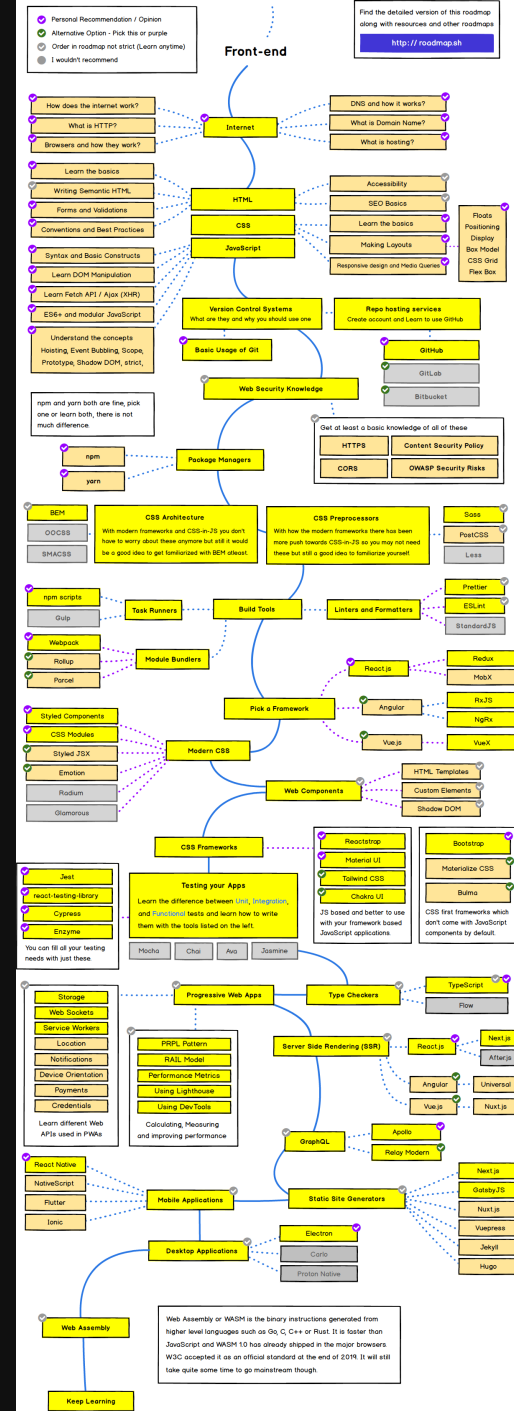 Personal Recommendation / Opinion
Alternative Option - Pick this or purple
Order in roadmap not strict (Learn anytime)
I wouldn't recommend
Front-end
Find the detailed version of this roadmap
along with resources and other roadmaps
http://roadmap.sh
How does the internet work?
What is HTTP?
Browsers and how they work?
Internet
DNS and how it works?
What is Domain Name?
What is hosting?
Learn the basics
Writing Semantic HTML
Forms and Validations
Conventions and Best Practices
HTML
Accessibility
SEO Basics
CSS
Learn the basics
Making Layouts
Responsive design and Media Queries
Floats
Positioning
Display
Box Model
CSS Grid
Flex Box
JavaScript
Syntax and Basic Constructs
Learn DOM Manipulation
Learn Fetch API / Ajax (XHR)
ES6+ and modular JavaScript
Understand the concepts
Hoisting, Event Bubbling, Scope,
Prototype, Shadow DOM, strict,
Version Control Systems
What are they and why you should use one
Basic Usage of Git
Repo hosting services
Create account and Learn to use GitHub
GitHub
GitLab
Bitbucket
Web Security Knowledge
Get at least a basic knowledge of all of these
HTTPS
Content Security Policy
CORS
OWASP Security Risks
npm and yarn both are fine, pick
one or learn both, there is not
much difference.
npm
yarn
Package Managers
BEM
OOCSS
SMACSS
CSS Architecture
With modern frameworks and CSS-in-JS you don't
have to worry about these anymore but still it would
be a good idea to get familiarized with BEM atleast.
CSS Preprocessors
With how the modern frameworks there has been
more push towards CSS-in-JS so you may not need
these but still a good idea to familiarize yourself.
Sass
PostCSS
Less
npm scripts
Gulp
Task Runners
Build Tools
Linters and Formatters
Prettier
ESLint
StandardJS
Webpack
Rollup
Parcel
Module Bundlers
Pick a Framework
React.js
Redux
MobX
Angular
RxJS
NgRx
Vue.js
VueX
Styled Components
CSS Modules
Styled JSX
Emotion
Radium
Glamorous
Modern CSS
Web Components
HTML Templates
Custom Elements
Shadow DOM
CSS Frameworks
Reactstrap
Material UI
Tailwind CSS
Chakra UI
JS based and better to use
with your framework based
JavaScript applications.
Bootstrap
Materialize CSS
Bulma
CSS first frameworks which
don't come with JavaScript
components by default.
Jest
react-testing-library
Cypress
Enzyme
You can fill all your testing
needs with just these.
Testing your Apps
Learn the difference between Unit, Integration,
and Functional tests and learn how to write
them with the tools listed on the left.
Mocha
Chai
Ava
Jasmine
Progressive Web Apps
Type Checkers
TypeScript
Flow
Storage
Web Sockets
Service Workers
Location
Notifications
Device Orientation
Payments
Credentials
Learn different Web
APIs used in PWAs
PRPL Pattern
RAIL Model
Performance Metrics
Using Lighthouse
Using DevTools
Calculating, Measuring
and improving performance
Server Side Rendering (SSR)
React.js
Next.js
Afterjs
Angular
Universal
Vue.js
Nuxt.js
GraphQL
Apollo
Relay Modern
React Native
NativeScript
Flutter
Ionic
Mobile Applications
Static Site Generators
Next.js
GatsbyJS
Nuxt.js
Vuepress
Jekyll
Hugo
Desktop Applications
Electron
Carlo
Proton Native
Web Assembly
Web Assembly or WASM is the binary instructions generated from
higher level languages such as Go, C, C++ or Rust. It is faster than
JavaScript and WASM 1.0 has already shipped in the major browsers.
W3C accepted it as an official standard at the end of 2019. It will still
take quite some time to go mainstream though.
Keep Learning